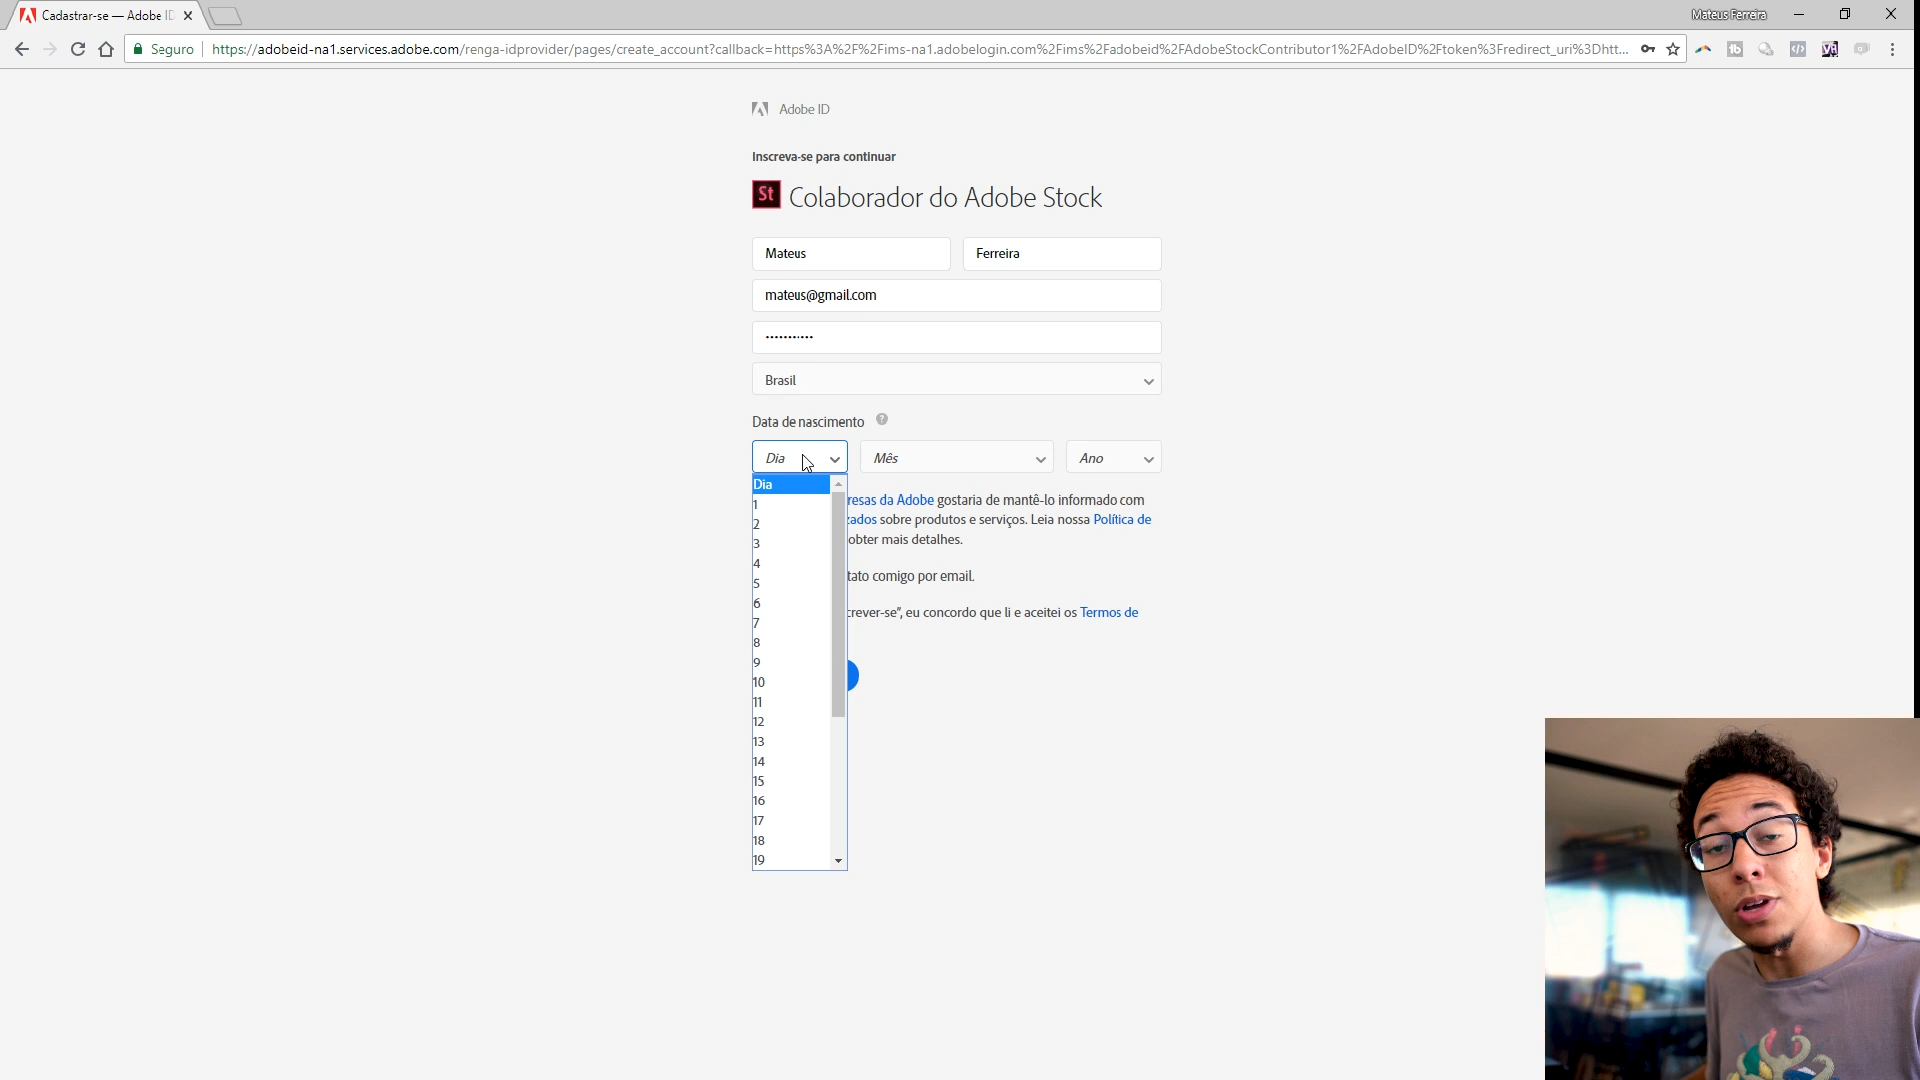 Cadastrar-se — Adobe ID
Mateus Ferreira
Seguro
https://adobeid-na1.services.adobe.com/renga-idprovider/pages/create_account?callback=https%3A%2F%2Fims-na1.adobelogin.com%2Fims%2Fadobeid%2FAdobeStockContributor1%2FAdobeID%2Ftoken%3Fredirect_uri%3Dhtt...
Adobe ID
Inscreva-se para continuar
St Colaborador do Adobe Stock
Mateus Ferreira
mateus@gmail.com
Brasil
Data de nascimento ?
Dia Mês Ano
Dia
resas da Adobe gostaria de mantê-lo informado com
1
zados sobre produtos e serviços. Leia nossa Política de
2
obter mais detalhes.
3
4
tato comigo por email.
5
6
crever-se”, eu concordo que li e aceitei os Termos de
7
8
9
10
11
12
13
14
15
16
17
18
19